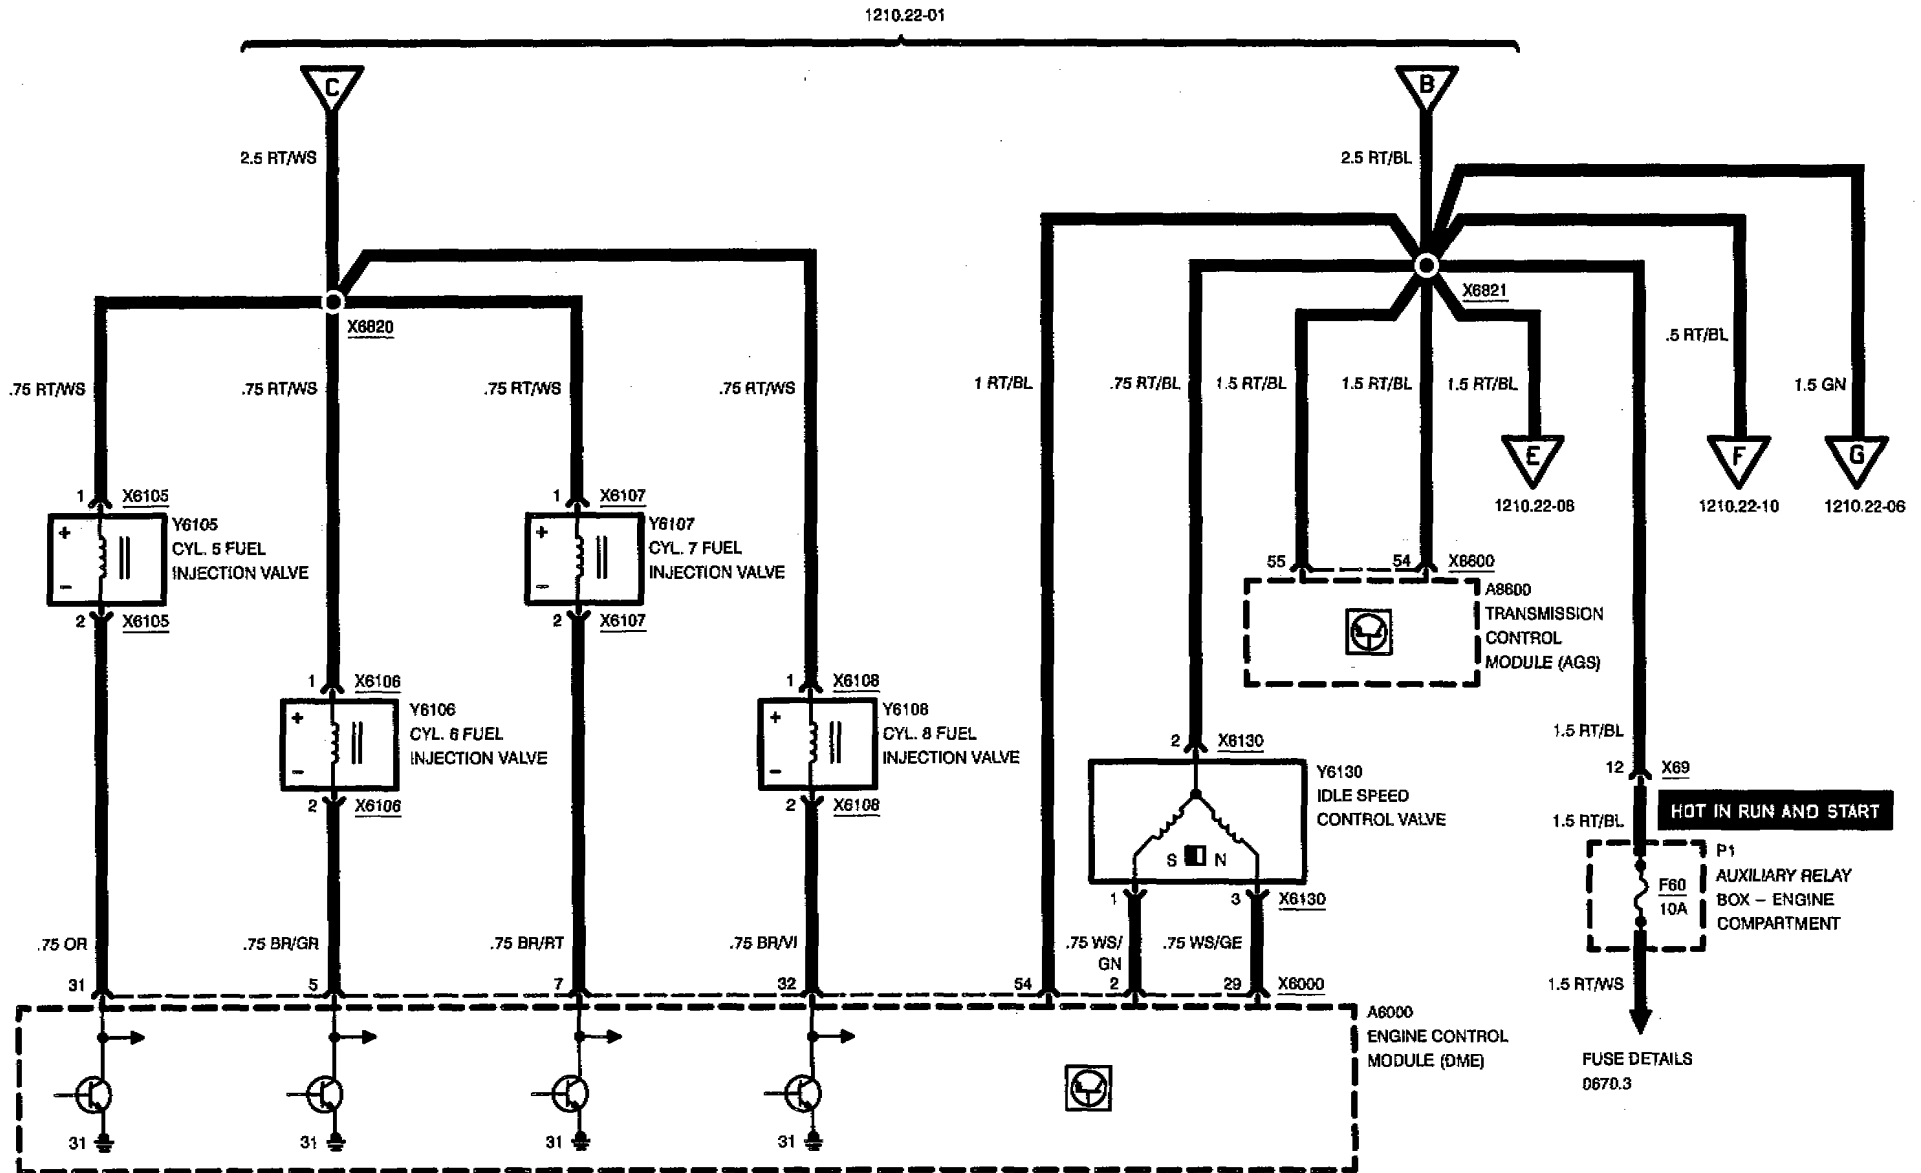 1210.22-01
C
B
2.5 RT/WS
2.5 RT/BL
X6821
X6820
.5 RT/BL
.75 RT/WS
.75 RT/WS
.75 RT/WS
.75 RT/WS
1 RT/BL
.75 RT/BL
1.5 RT/BL
1.5 RT/BL
1.5 RT/BL
1.5 GN
E
F
G
1210.22-08
1210.22-10
1210.22-06
1 X6105
Y6105
CYL. 5 FUEL
INJECTION VALVE
+
−
2 X6105
1 X6107
Y6107
CYL. 7 FUEL
INJECTION VALVE
+
−
2 X6107
55
54
X8600
A8600
TRANSMISSION
CONTROL
MODULE (AGS)
1 X6106
Y6106
CYL. 6 FUEL
INJECTION VALVE
+
−
2 X6106
1 X6108
Y6108
CYL. 8 FUEL
INJECTION VALVE
+
−
2 X6108
2 X6130
Y6130
IDLE SPEED
CONTROL VALVE
S N
1
3 X6130
1.5 RT/BL
12 X69
HOT IN RUN AND START
1.5 RT/BL
P1
AUXILIARY RELAY
BOX – ENGINE
COMPARTMENT
F60
10A
1.5 RT/WS
FUSE DETAILS
0670.3
.75 OR
.75 BR/GR
.75 BR/RT
.75 BR/VI
.75 WS/
GN
.75 WS/GE
31
5
7
32
54
2
29
X6000
A6000
ENGINE CONTROL
MODULE (DME)
31
31
31
31